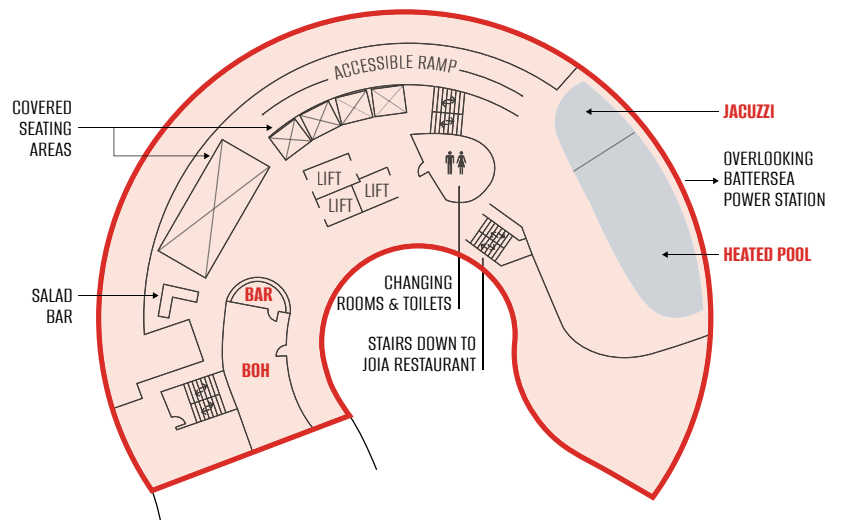 ACCESSIBLE RAMP
COVERED
SEATING
AREAS
JACUZZI
OVERLOOKING
BATTERSEA
POWER STATION
LIFT
LIFT
LIFT
HEATED POOL
SALAD
BAR
BAR
CHANGING
ROOMS & TOILETS
STAIRS DOWN TO
JOIA RESTAURANT
BOH